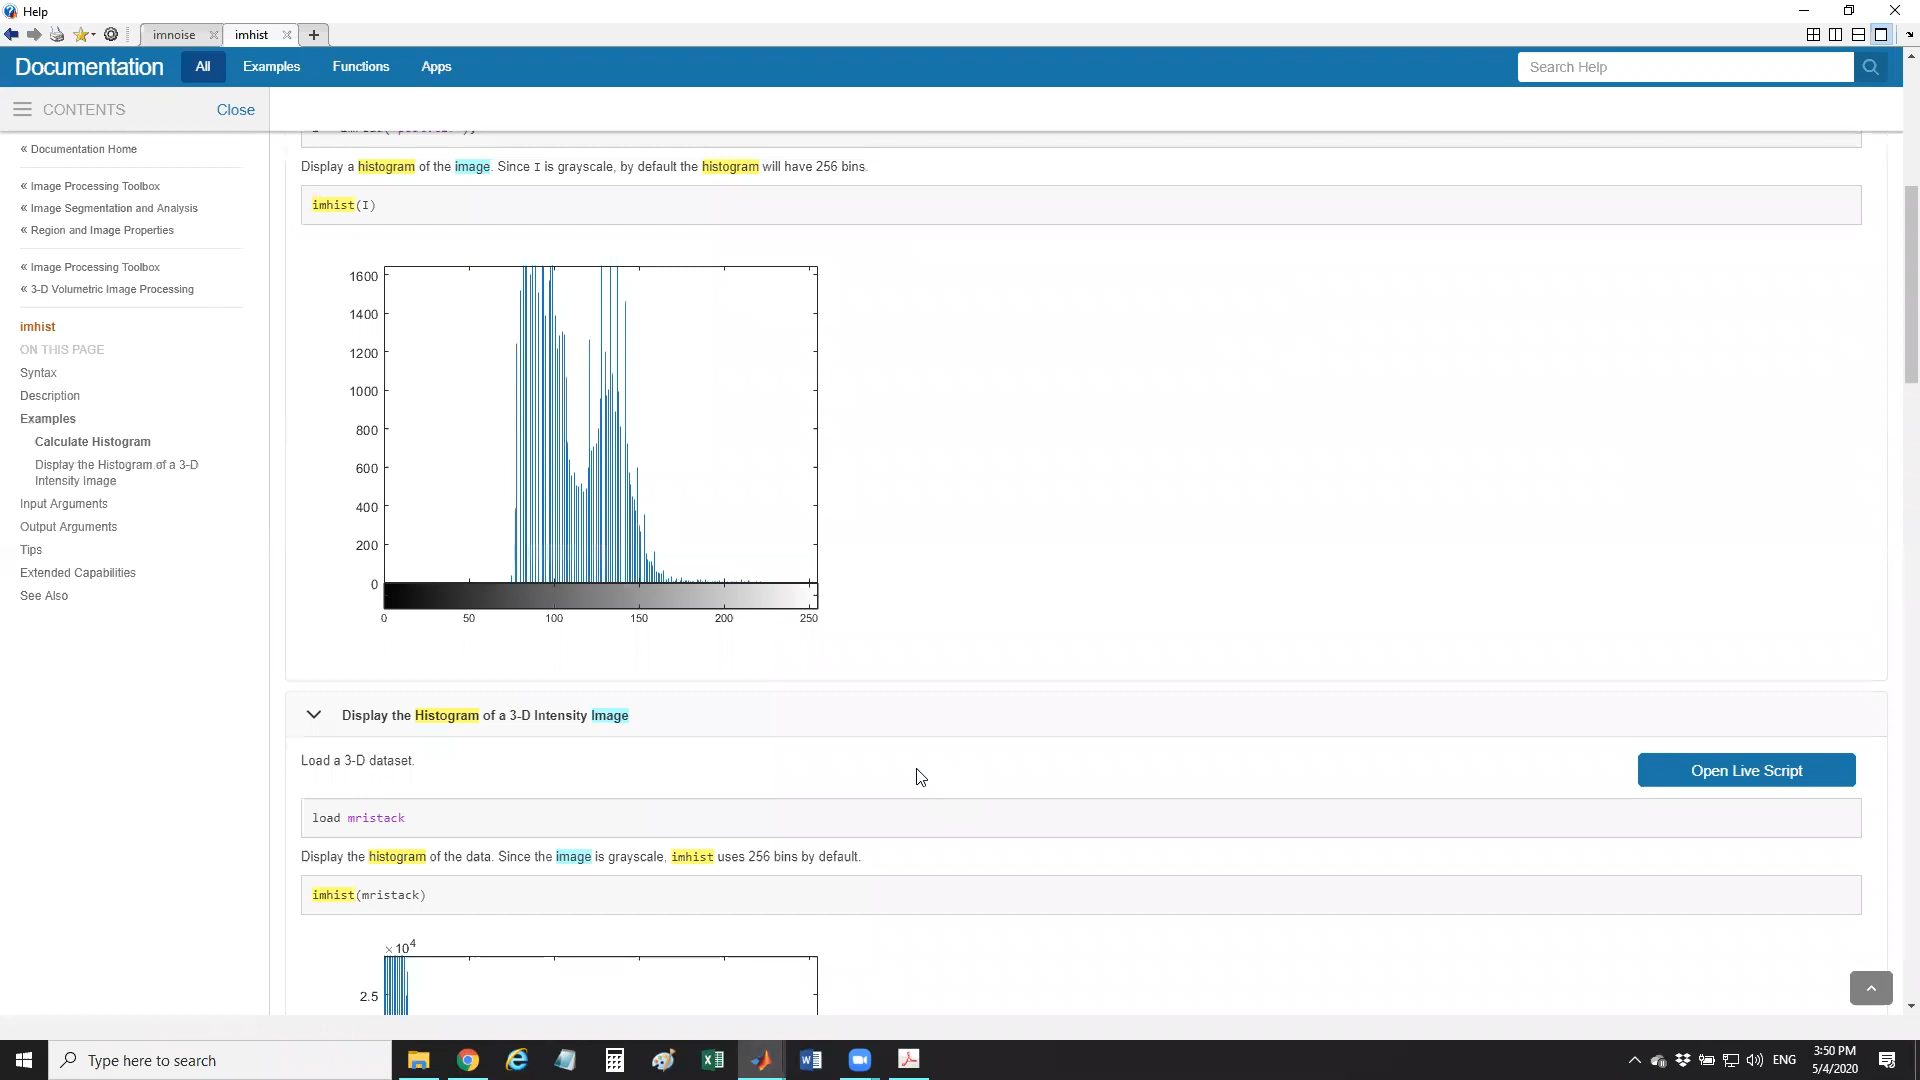 Help
imnoise
imhist
Documentation
All
Examples
Functions
Apps
Search Help
CONTENTS
Close
« Documentation Home
« Image Processing Toolbox
« Image Segmentation and Analysis
« Region and Image Properties
« Image Processing Toolbox
« 3-D Volumetric Image Processing
imhist
ON THIS PAGE
Syntax
Description
Examples
Calculate Histogram
Display the Histogram of a 3-D
Intensity Image
Input Arguments
Output Arguments
Tips
Extended Capabilities
See Also
Display a histogram of the image. Since I is grayscale, by default the histogram will have 256 bins.
imhist(I)
1600
1400
1200
1000
800
600
400
200
0
0 50 100 150 200 250
Display the Histogram of a 3-D Intensity Image
Load a 3-D dataset.
Open Live Script
load mristack
Display the histogram of the data. Since the image is grayscale, imhist uses 256 bins by default.
imhist(mristack)
×10⁴
2.5
Type here to search
ENG
3:50 PM
5/4/2020